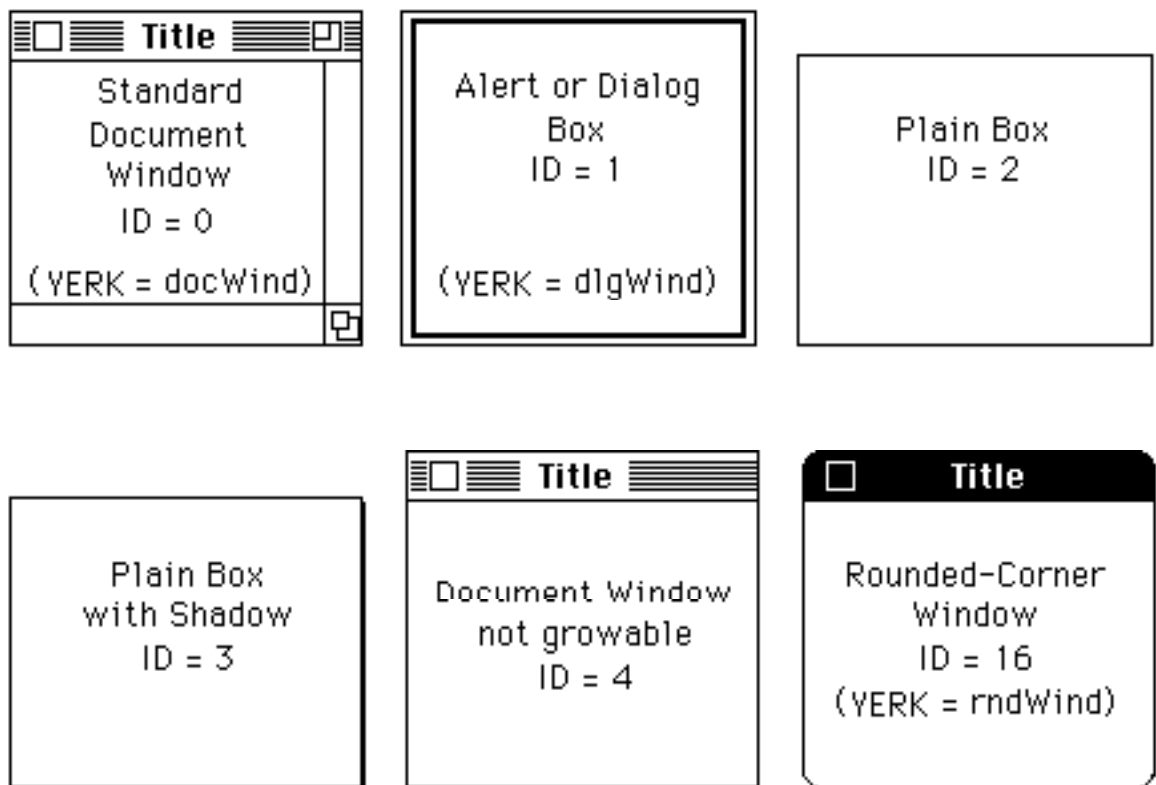 Title
Standard
Document
Window
ID = 0
(YERK = docWind)
Alert or Dialog
Box
ID = 1
(YERK = dlgWind)
Plain Box
ID = 2
Plain Box
with Shadow
ID = 3
Title
Document Window
not growable
ID = 4
Title
Rounded-Corner
Window
ID = 16
(YERK = rndWind)